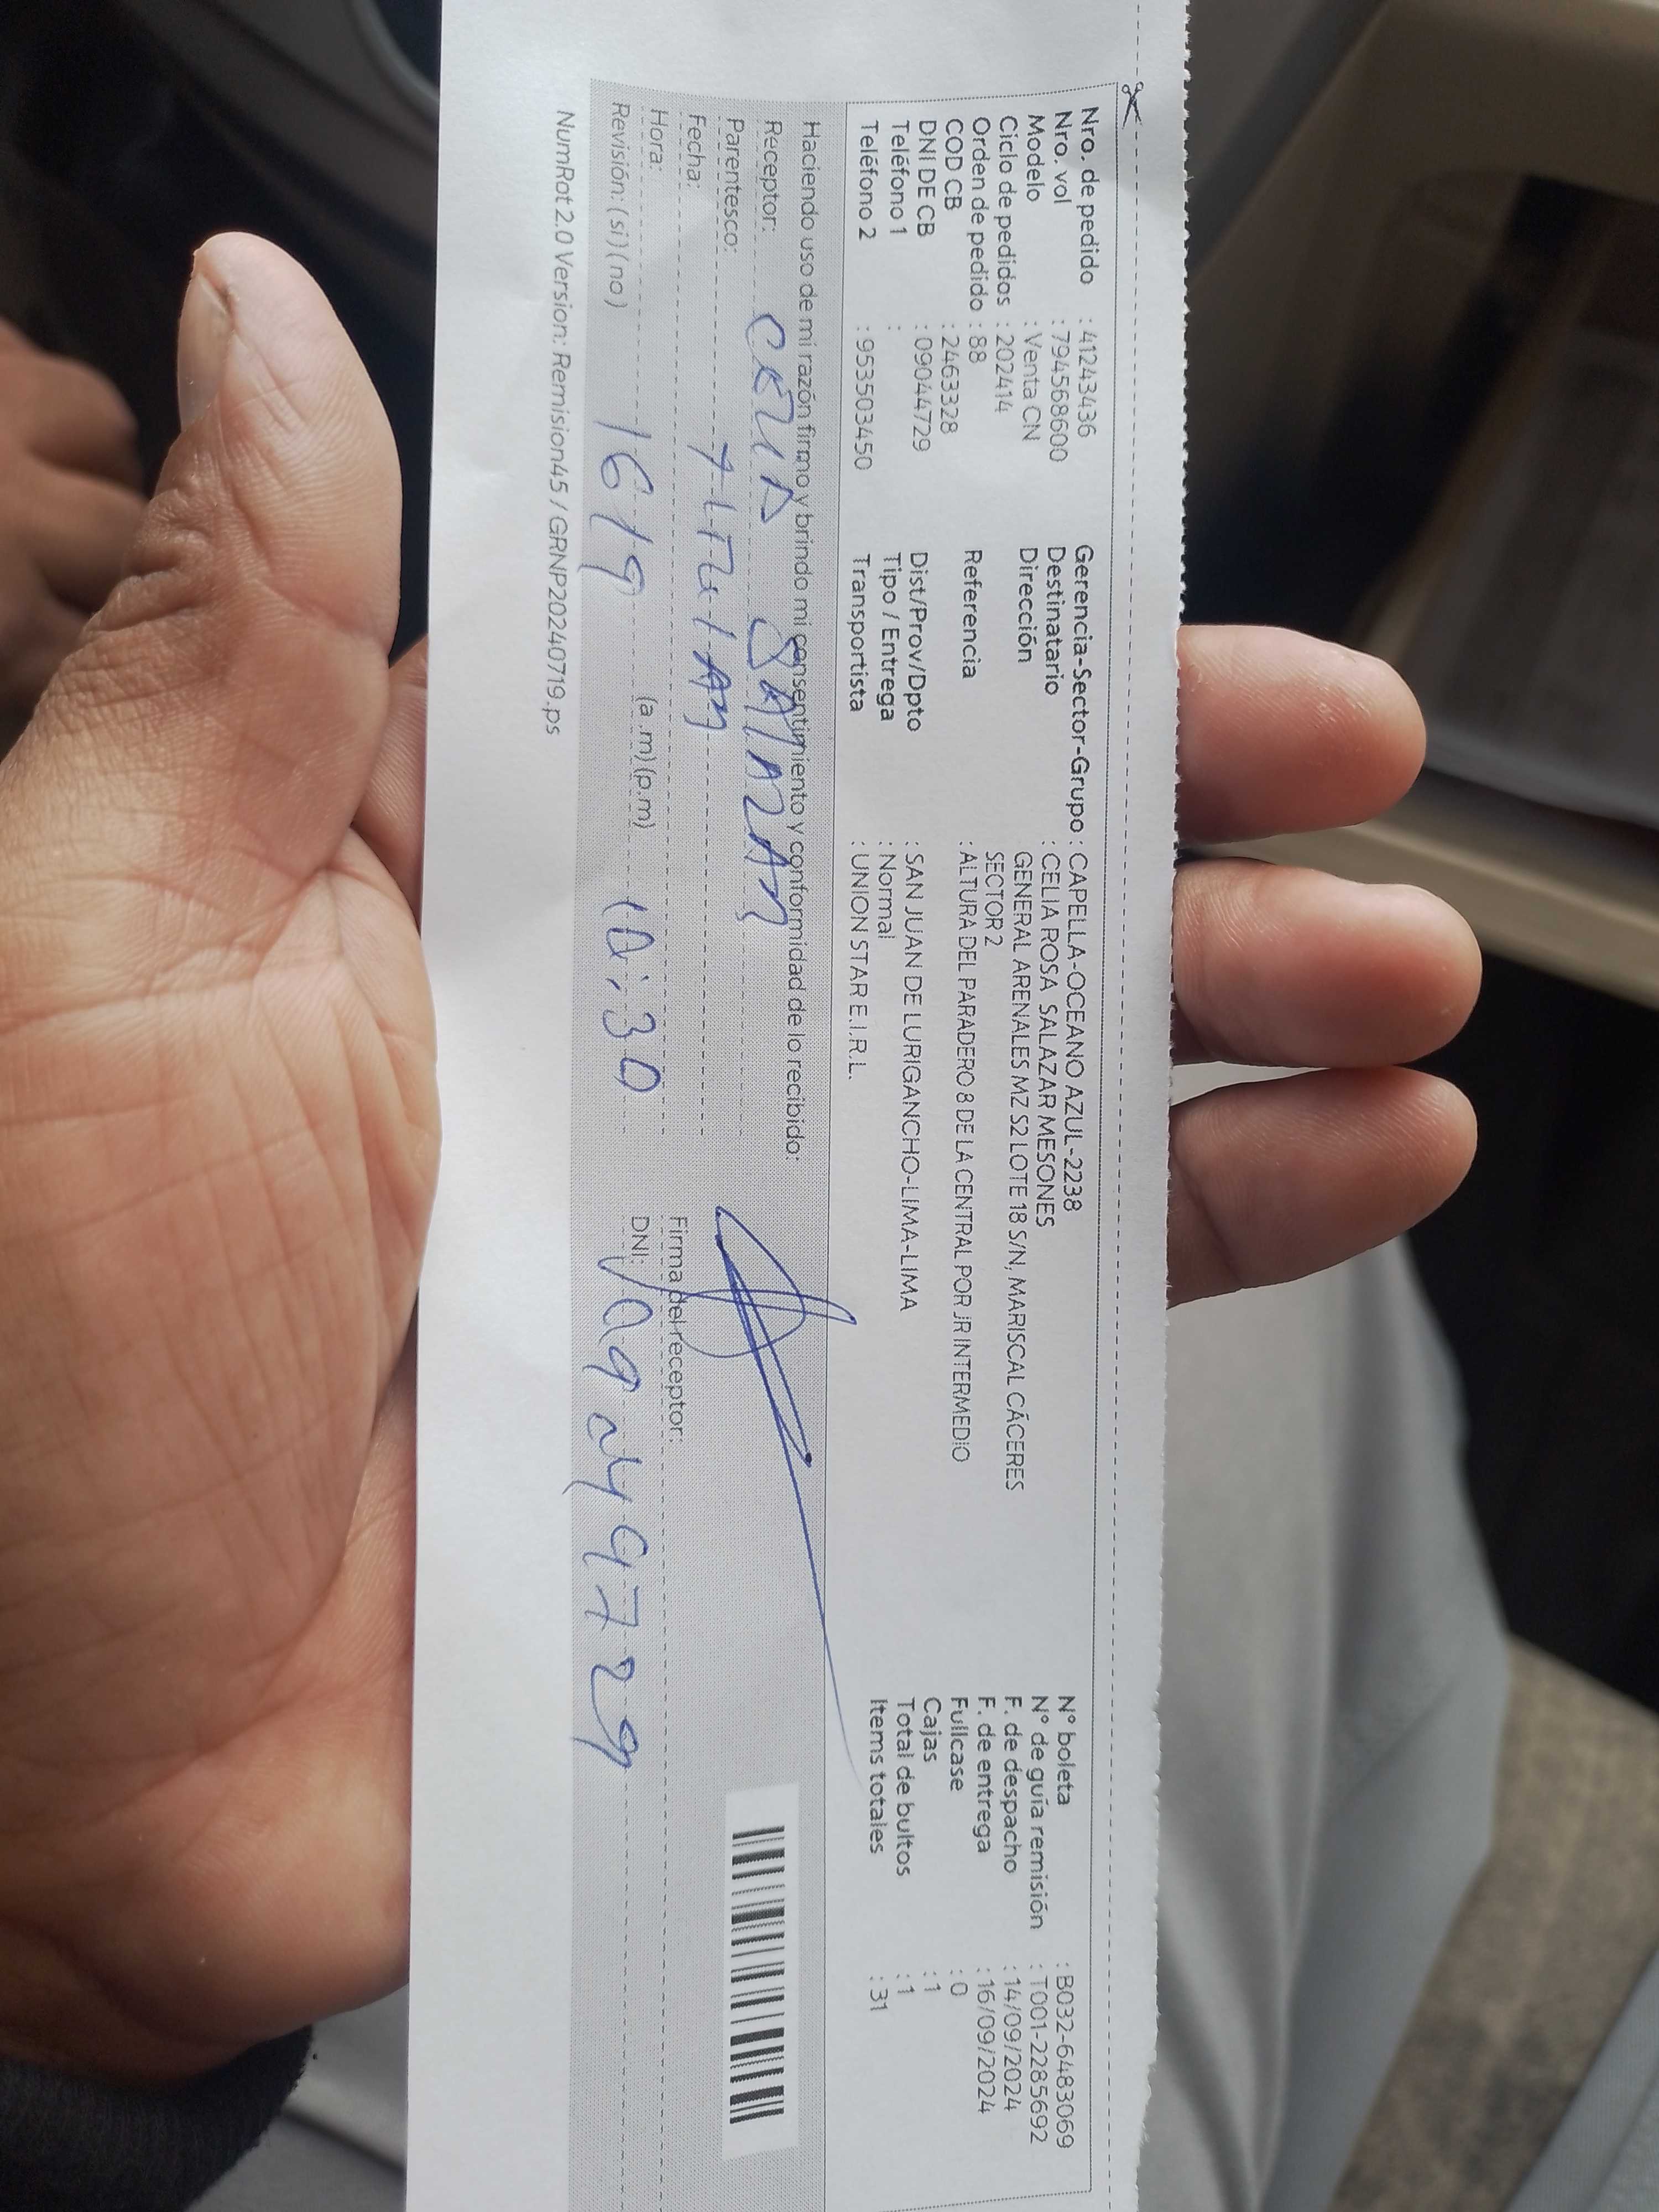 Nro. de pedido : 41243436
Nro. vol : 794568600
Modelo : Venta CN
Ciclo de pedidos : 202414
Orden de pedido : 88
COD CB : 2463328
DNI DE CB : 09044729
Teléfono 1 :
Teléfono 2 : 953503450
Gerencia-Sector-Grupo : CAPELLA-OCEANO AZUL-2238
Destinatario : CELIA ROSA SALAZAR MESONES
Dirección GENERAL ARENALES MZ S2 LOTE 18 S/N, MARISCAL CÁCERES
SECTOR 2
Referencia : ALTURA DEL PARADERO 8 DE LA CENTRAL POR JR INTERMEDIO
Dist/Prov/Dpto : SAN JUAN DE LURIGANCHO-LIMA-LIMA
Tipo / Entrega : Normal
Transportista : UNION STAR E.I.R.L.
N° boleta : B032-6483069
N° de guía remisión : T001-2285692
F. de despacho : 14/09/2024
F. de entrega : 16/09/2024
Fullcase : 0
Cajas : 1
Total de bultos : 1
Items totales : 31
Haciendo uso de mi razón firmo y brindo mi consentimiento y conformidad de lo recibido:
Receptor:
Parentesco:
Fecha: 16/9
Hora: (a.m) (p.m) 10:30
Revisión: (si) (no)
Firma del receptor:
DNI:
NumRot 2.0 Version: Remision45 / GRNP20240719.ps